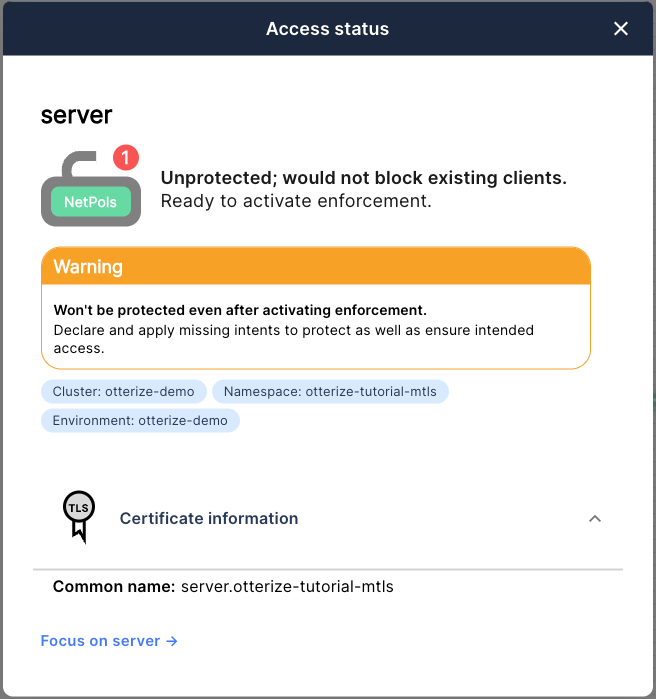 Access status
server
1
NetPols
Unprotected; would not block existing clients.
Ready to activate enforcement.
Warning
Won't be protected even after activating enforcement.
Declare and apply missing intents to protect as well as ensure intended
access.
Cluster: otterize-demo
Namespace: otterize-tutorial-mtls
Environment: otterize-demo
TLS
Certificate information
Common name: server.otterize-tutorial-mtls
Focus on server →